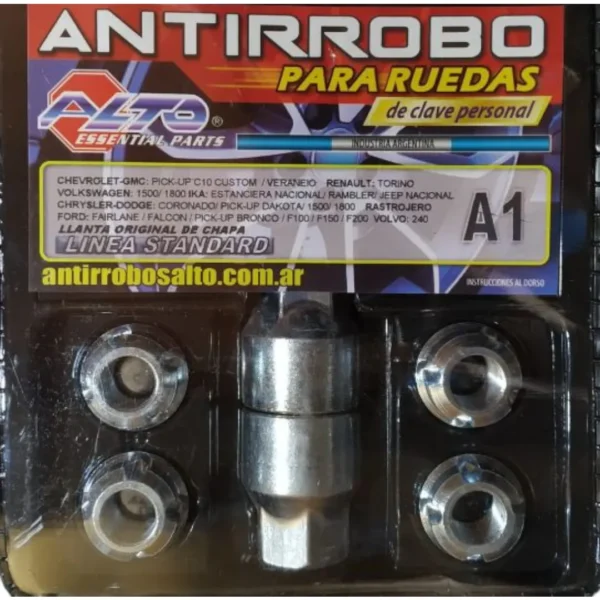 ANTIRROBO
PARA RUEDAS
de clave personal
ALTO®
ESSENTIAL PARTS
INDUSTRIA ARGENTINA
CHEVROLET-GMC: PICK-UP C10 CUSTOM / VERANEIO RENAULT: TORINO
VOLKSWAGEN: 1500/ 1800 IKA: ESTANCIERA NACIONAL/ RAMBLER/ JEEP NACIONAL
CHRYSLER-DODGE: CORONADO/ PICK-UP DAKOTA/ 1500/ 1800 RASTROJERO
FORD: FAIRLANE / FALCON / PICK-UP BRONCO / F100/ F150 / F200 VOLVO: 240
LLANTA ORIGINAL DE CHAPA
LINEA STANDARD
A1
antirrobosalto.com.ar
INSTRUCCIONES AL DORSO